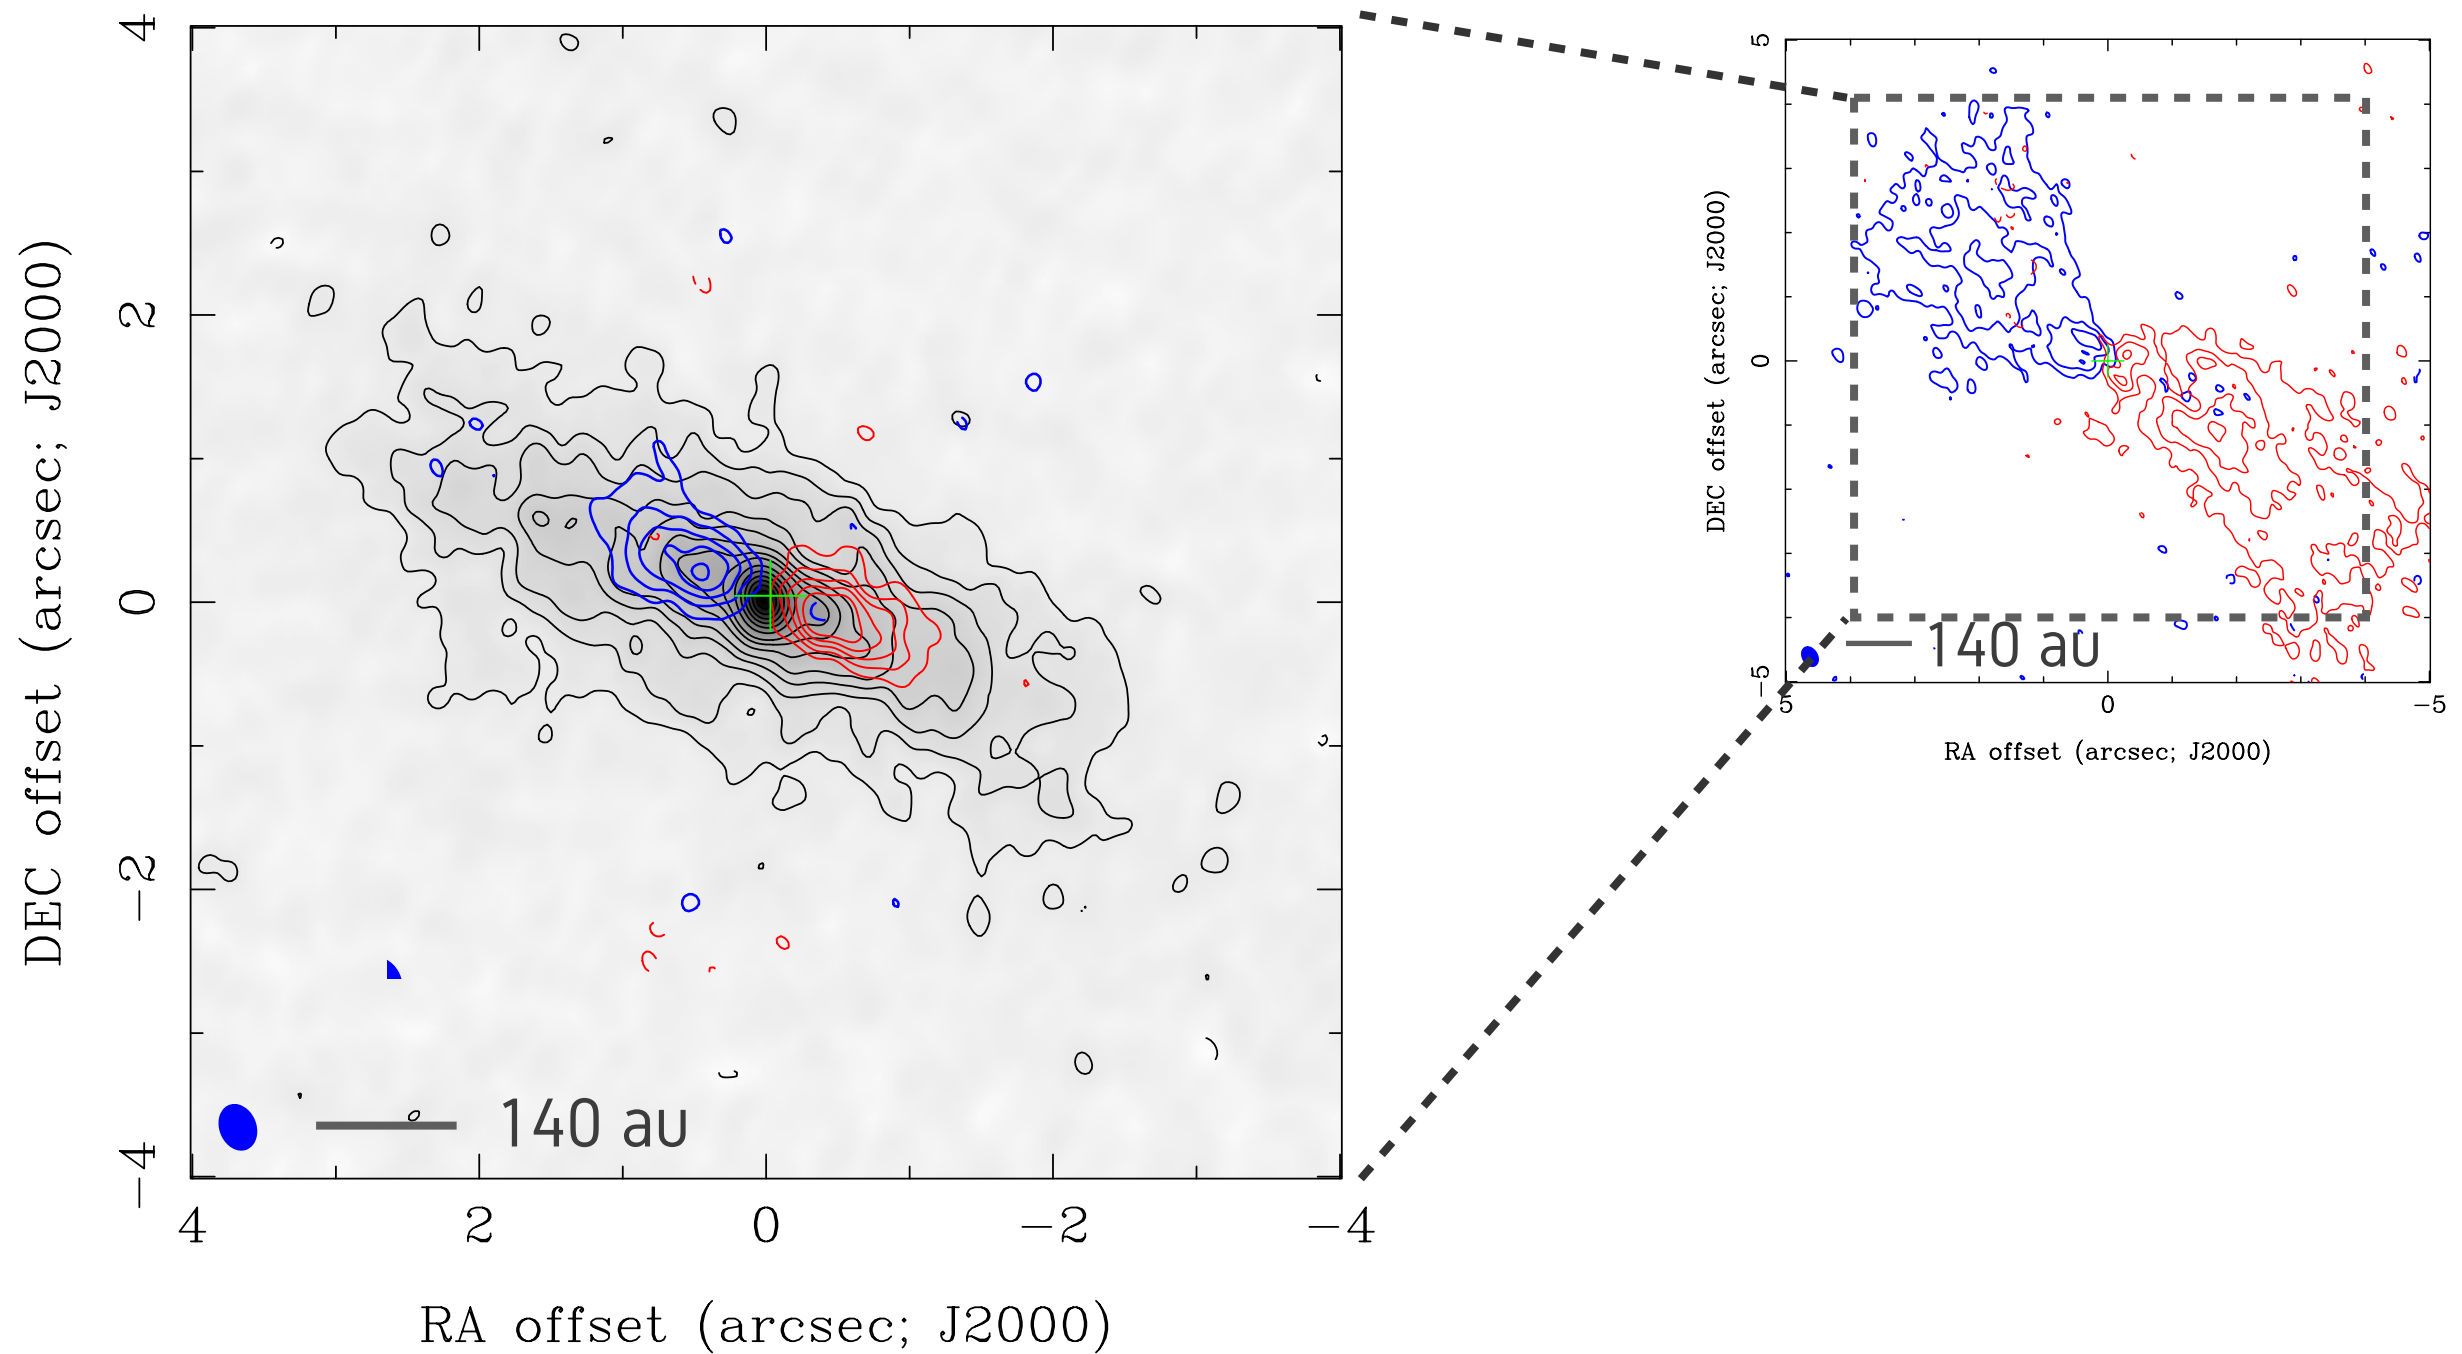 4
2
0
−2
−4
DEC offset (arcsec; J2000)
140 au
4 2 0 −2 −4
RA offset (arcsec; J2000)
5
0
−5
DEC offset (arcsec; J2000)
140 au
5 0 −5
RA offset (arcsec; J2000)